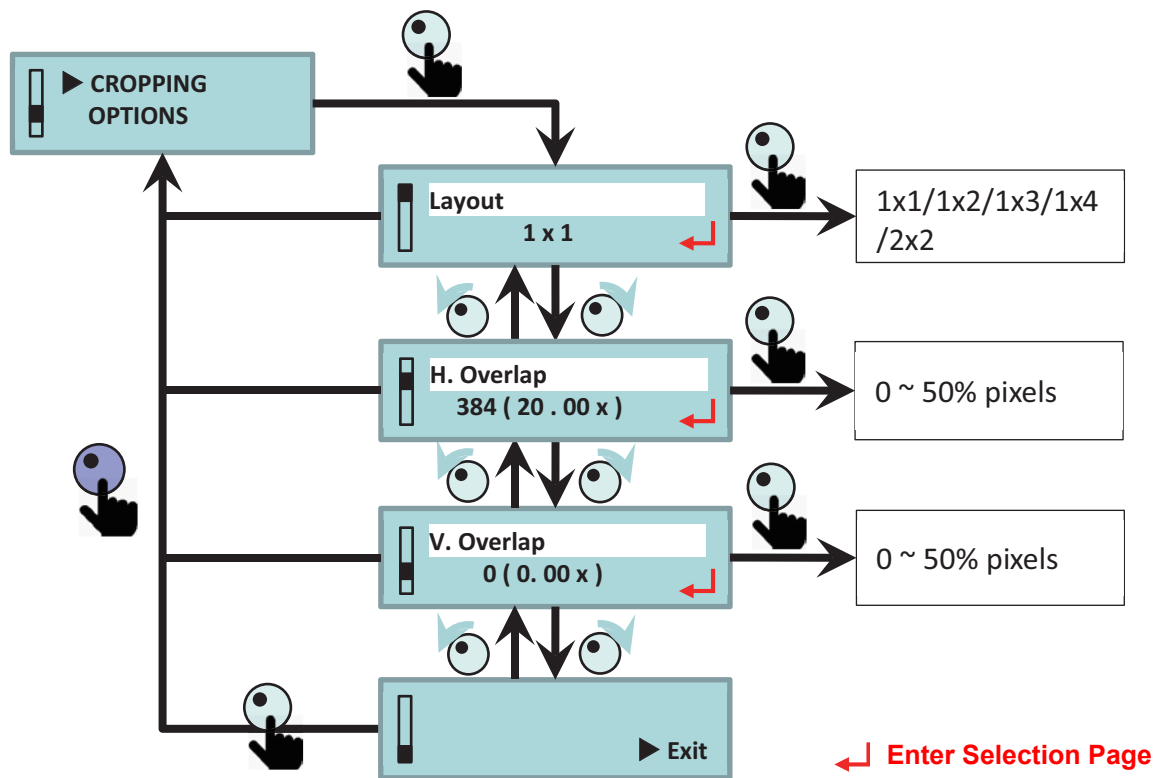 ▶ CROPPING
OPTIONS
Layout
1 x 1
1x1/1x2/1x3/1x4
/2x2
H. Overlap
384 ( 20 . 00 x )
0 ~ 50% pixels
V. Overlap
0 ( 0. 00 x )
0 ~ 50% pixels
▶ Exit
Enter Selection Page